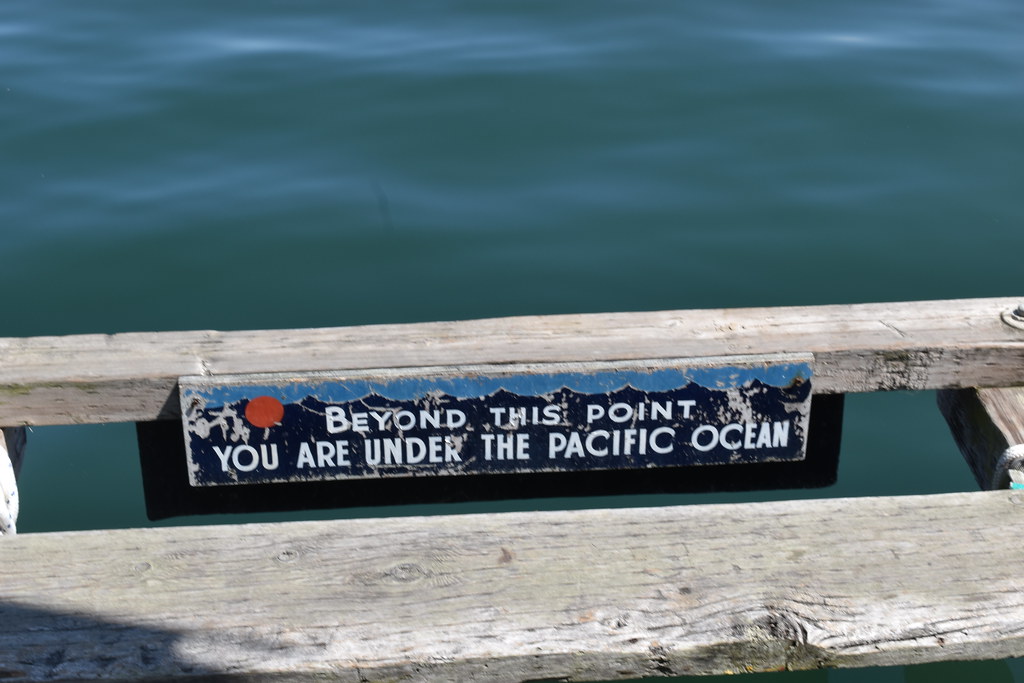 BEYOND THIS POINT
YOU ARE UNDER THE PACIFIC OCEAN